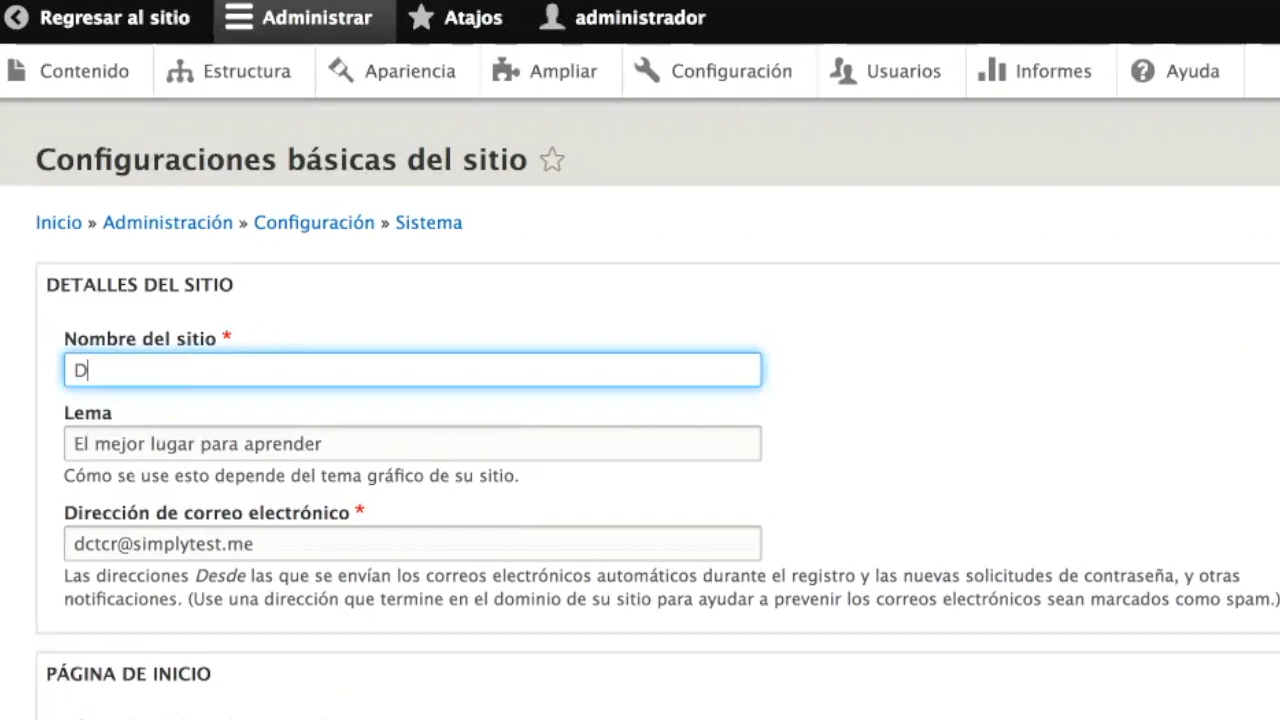 Regresar al sitio Administrar Atajos administrador
Contenido Estructura Apariencia Ampliar Configuración Usuarios Informes Ayuda
Configuraciones básicas del sitio
Inicio » Administración » Configuración » Sistema
DETALLES DEL SITIO
Nombre del sitio *
D
Lema
El mejor lugar para aprender
Cómo se use esto depende del tema gráfico de su sitio.
Dirección de correo electrónico *
dctcr@simplytest.me
Las direcciones Desde las que se envían los correos electrónicos automáticos durante el registro y las nuevas solicitudes de contraseña, y otras
notificaciones. (Use una dirección que termine en el dominio de su sitio para ayudar a prevenir los correos electrónicos sean marcados como spam.)
PÁGINA DE INICIO